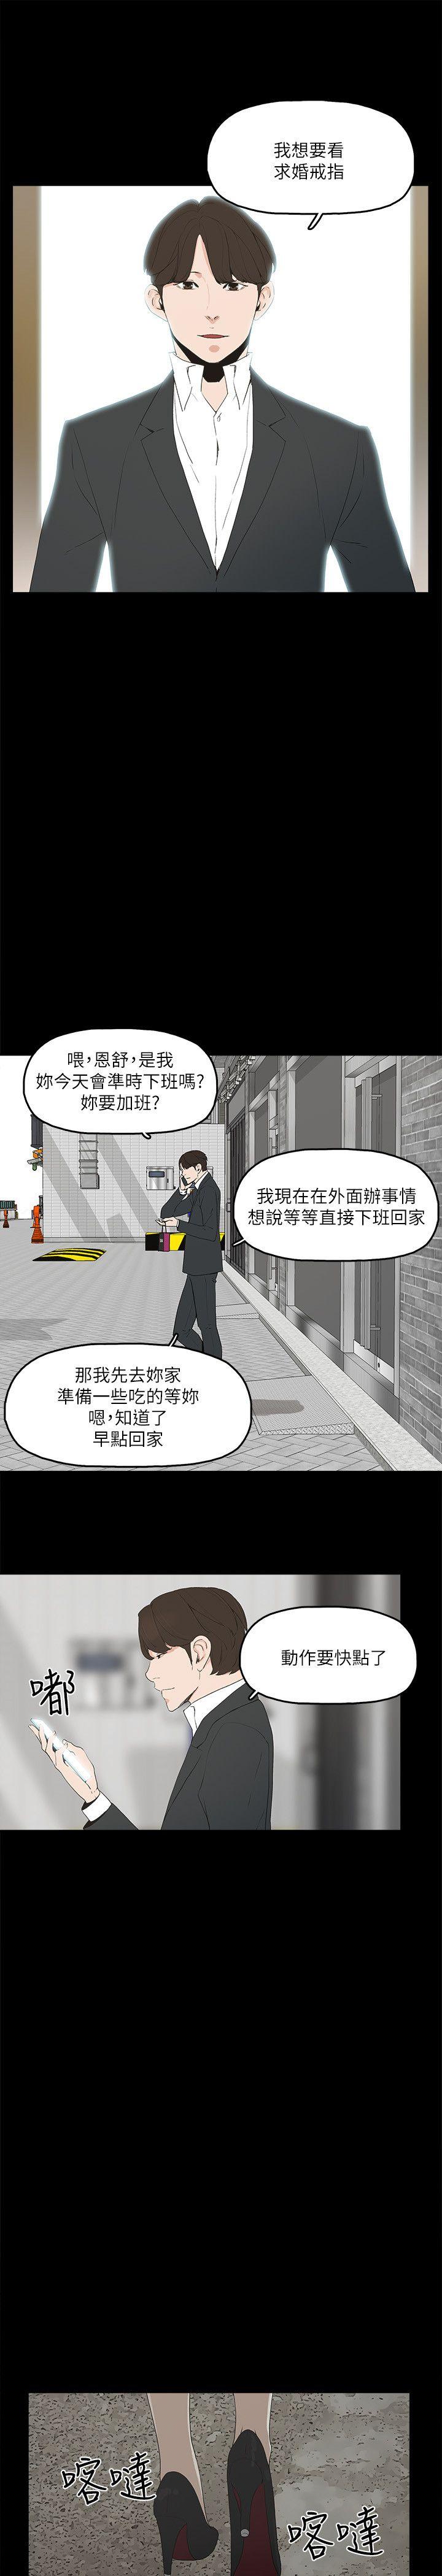 我想要看
求婚戒指
喂，恩舒，是我
妳今天會準時下班嗎？
妳要加班？
我現在在外面辦事情
想說等等直接下班回家
那我先去妳家
準備一些吃的等妳
嗯，知道了
早點回家
動作要快點了
嘟
喀噠
喀噠